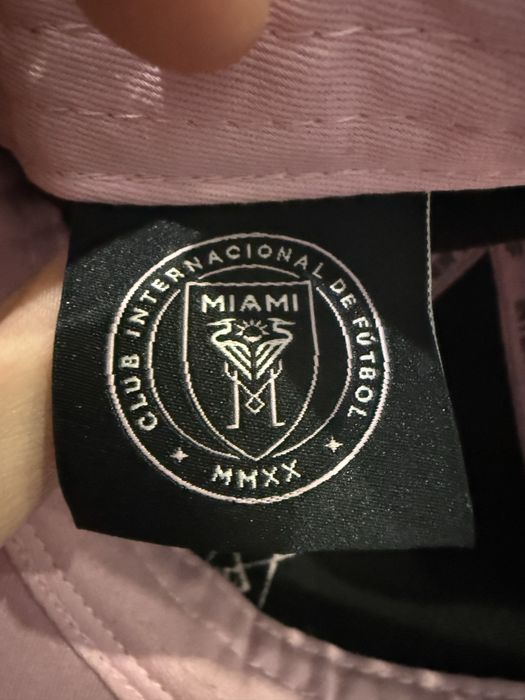 CLUB INTERNACIONAL DE FÚTBOL
MIAMI
MMXX